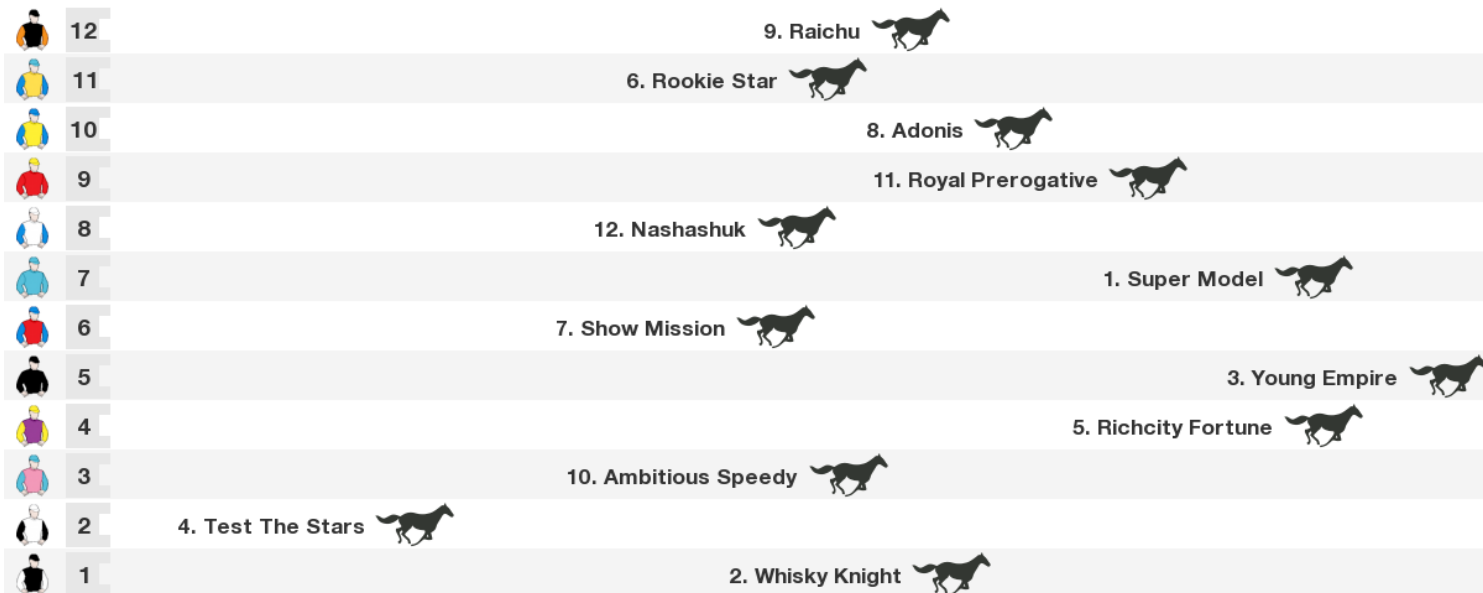 12 9. Raichu
11 6. Rookie Star
10 8. Adonis
9 11. Royal Prerogative
8 12. Nashashuk
7 1. Super Model
6 7. Show Mission
5 3. Young Empire
4 5. Richcity Fortune
3 10. Ambitious Speedy
2 4. Test The Stars
1 2. Whisky Knight